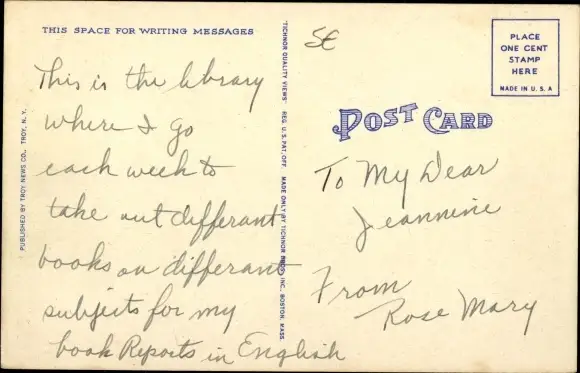 THIS SPACE FOR WRITING MESSAGES
This is the library
where I go
each week to
take out differant
books on differant
subjects for my
book Reports in English
PUBLISHED BY TROY NEWS CO., TROY, N. Y.
TICHNOR QUALITY VIEWS REG. U.S. PAT. OFF. MADE ONLY BY TICHNOR BROS., INC., BOSTON, MASS.
PLACE
ONE CENT
STAMP
HERE
MADE IN U.S.A
POST CARD
To My Dear
Jeannine
From
Rose Mary